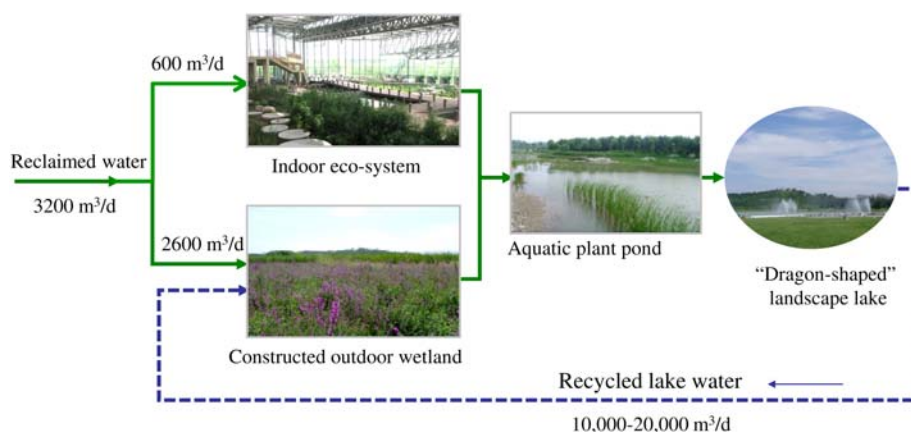 600 m³/d
Indoor eco-system
Reclaimed water
3200 m³/d
2600 m³/d
Constructed outdoor wetland
Aquatic plant pond
“Dragon-shaped”
landscape lake
Recycled lake water
10,000-20,000 m³/d